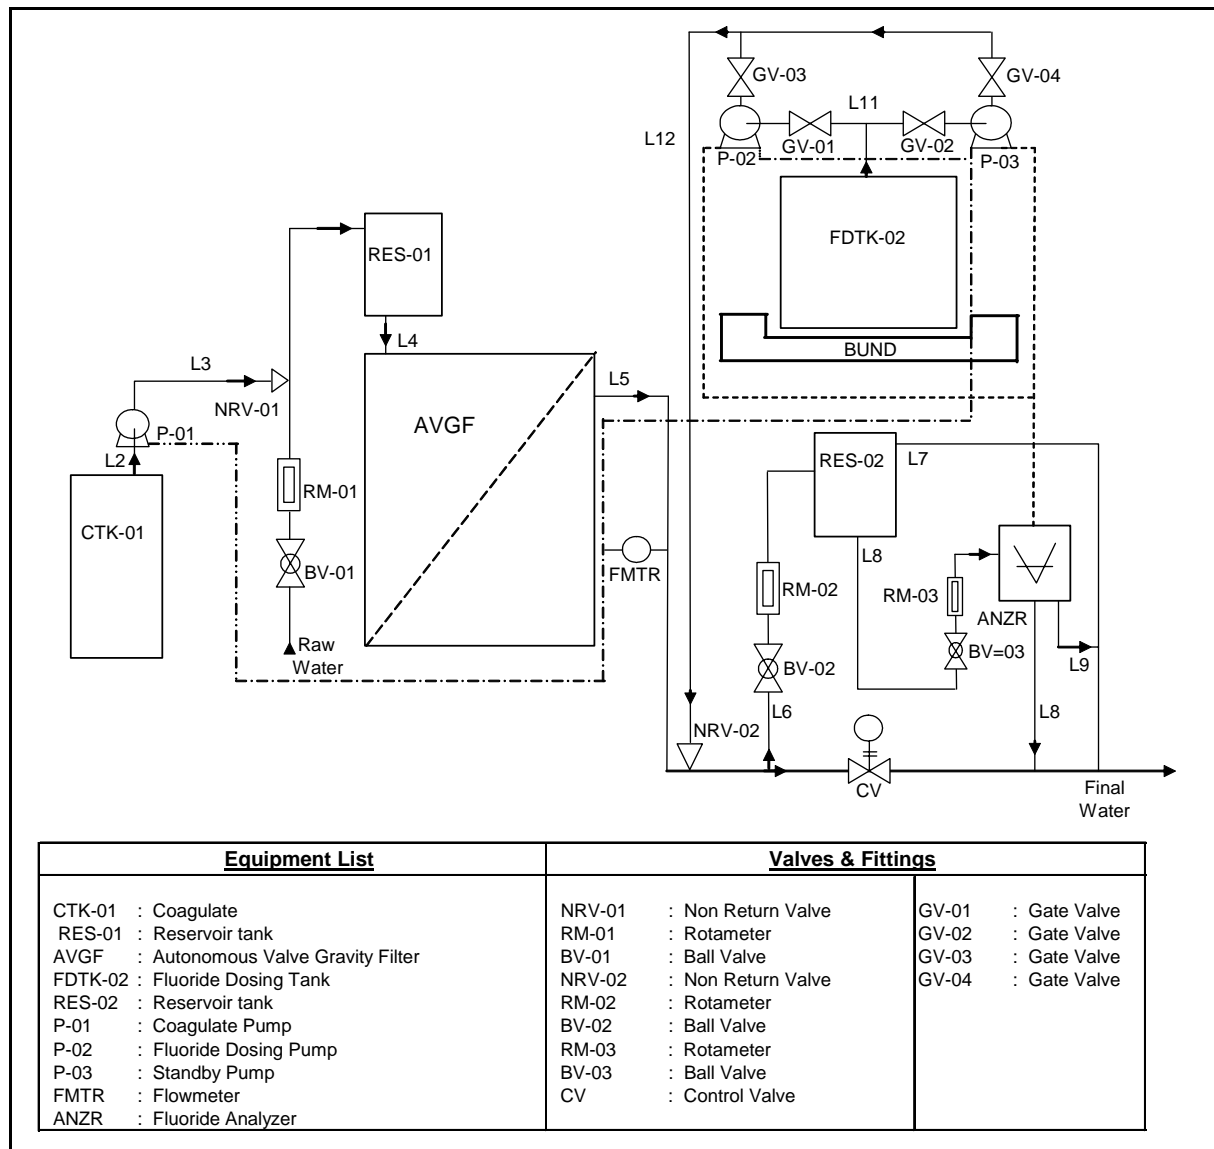 GV-03
GV-04
L11
L12
GV-01
GV-02
P-02
P-03
FDTK-02
RES-01
BUND
L4
L3
L5
NRV-01
AVGF
P-01
L2
RES-02
L7
RM-01
CTK-01
L8
BV-01
FMTR
RM-02
RM-03
ANZR
Raw
Water
BV-02
BV=03
L9
L6
L8
NRV-02
CV
Final
Water
Equipment List
CTK-01 : Coagulate
RES-01 : Reservoir tank
AVGF : Autonomous Valve Gravity Filter
FDTK-02 : Fluoride Dosing Tank
RES-02 : Reservoir tank
P-01 : Coagulate Pump
P-02 : Fluoride Dosing Pump
P-03 : Standby Pump
FMTR : Flowmeter
ANZR : Fluoride Analyzer
Valves & Fittings
NRV-01 : Non Return Valve
RM-01 : Rotameter
BV-01 : Ball Valve
NRV-02 : Non Return Valve
RM-02 : Rotameter
BV-02 : Ball Valve
RM-03 : Rotameter
BV-03 : Ball Valve
CV : Control Valve
GV-01 : Gate Valve
GV-02 : Gate Valve
GV-03 : Gate Valve
GV-04 : Gate Valve